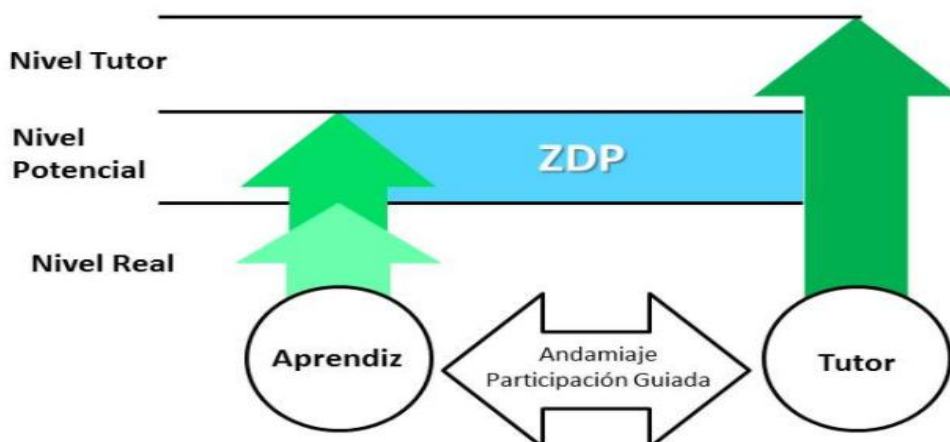 Nivel Tutor
Nivel
Potencial
ZDP
Nivel Real
Aprendiz
Andamiaje
Participación Guiada
Tutor